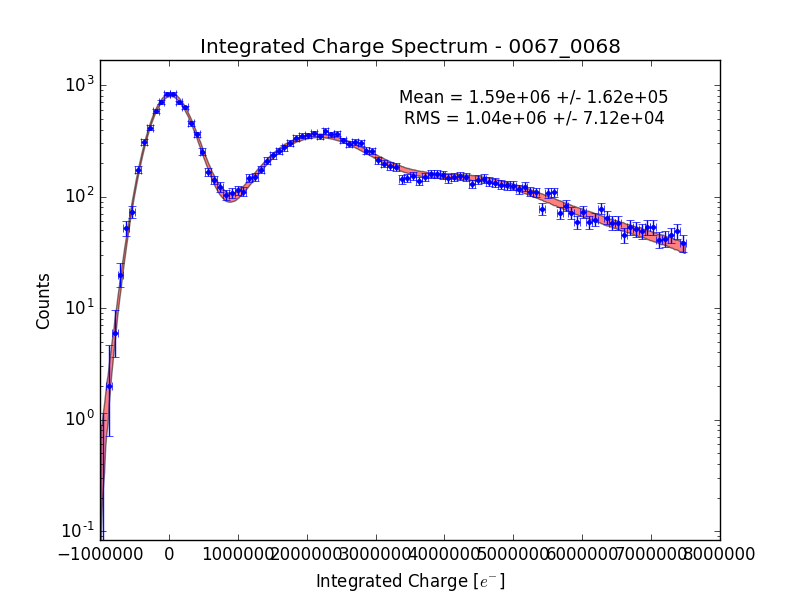 Integrated Charge Spectrum - 0067_0068
Mean = 1.59e+06 +/- 1.62e+05
RMS = 1.04e+06 +/- 7.12e+04
Counts
10³
10²
10¹
10⁰
10⁻¹
−1000000 0 1000000 2000000 3000000 4000000 5000000 6000000 7000000 8000000
Integrated Charge [e⁻]